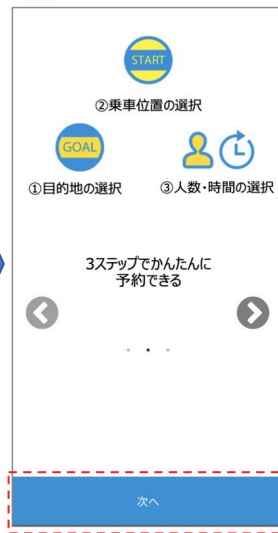 START
②乗車位置の選択
GOAL
①目的地の選択
③人数・時間の選択
3ステップでかんたんに
予約できる
次へ